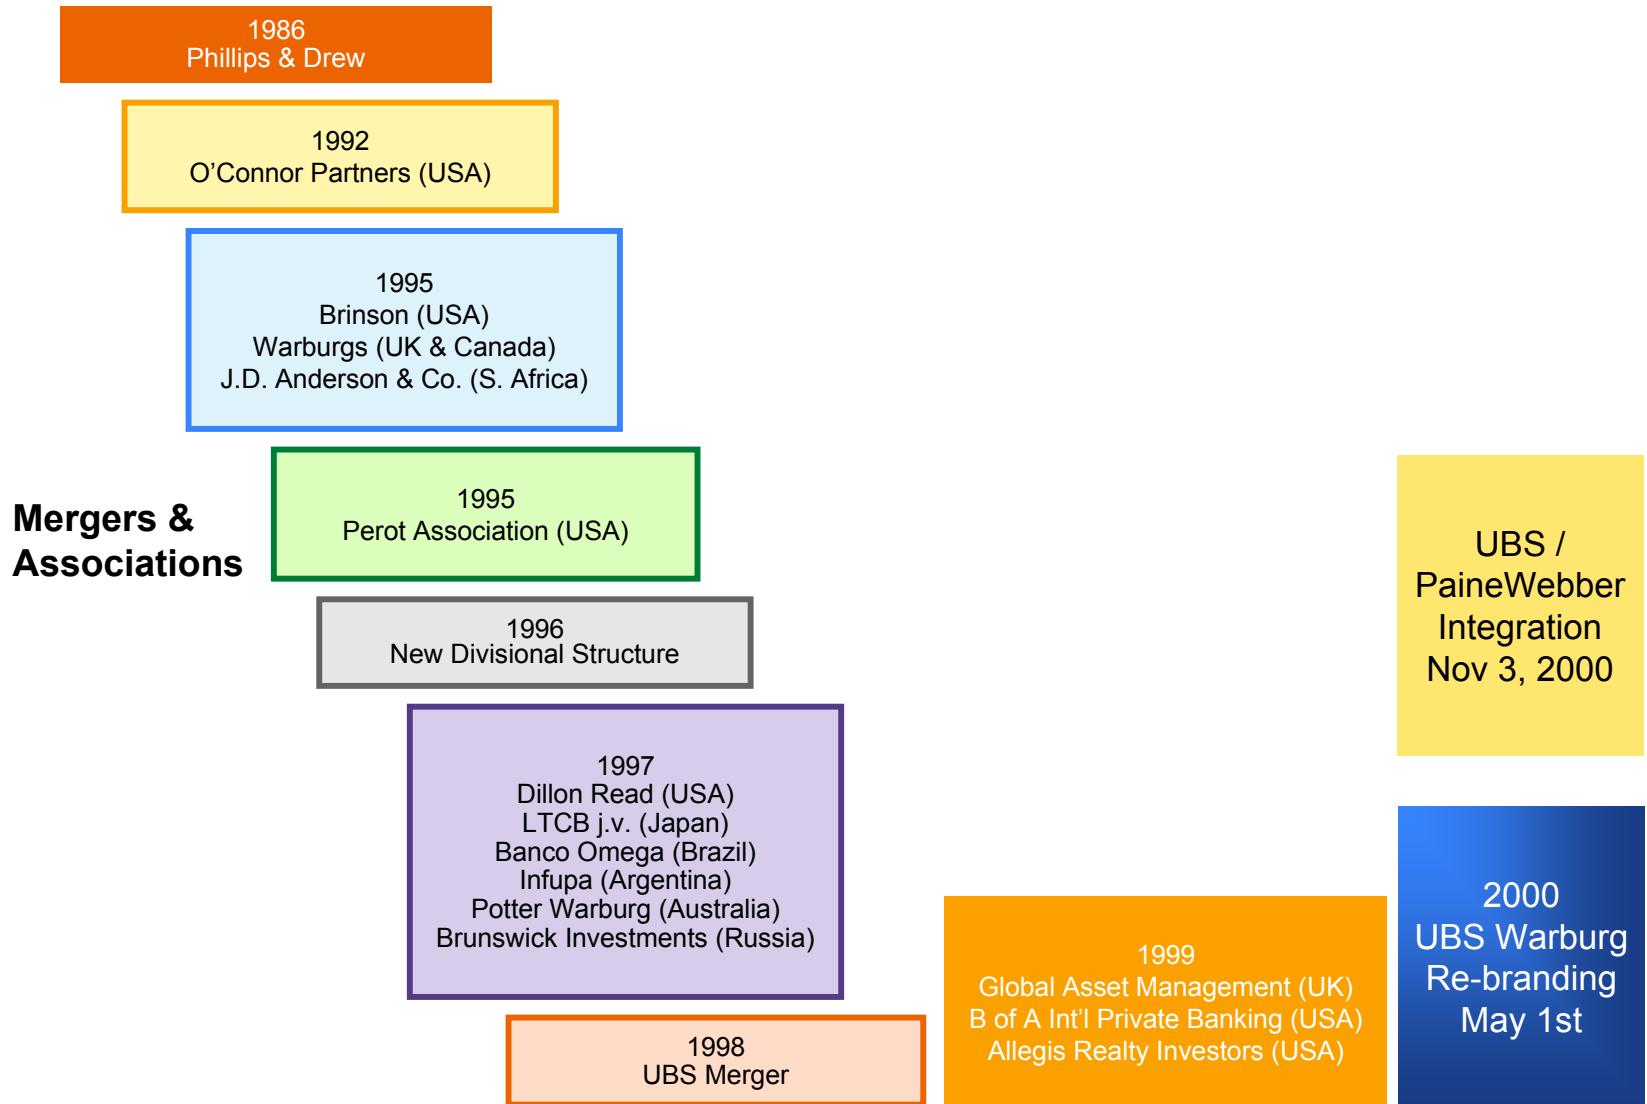 1986
Phillips & Drew
1992
O’Connor Partners (USA)
1995
Brinson (USA)
Warburgs (UK & Canada)
J.D. Anderson & Co. (S. Africa)
Mergers &
Associations
1995
Perot Association (USA)
1996
New Divisional Structure
1997
Dillon Read (USA)
LTCB j.v. (Japan)
Banco Omega (Brazil)
Infupa (Argentina)
Potter Warburg (Australia)
Brunswick Investments (Russia)
1998
UBS Merger
1999
Global Asset Management (UK)
B of A Int’l Private Banking (USA)
Allegis Realty Investors (USA)
UBS /
PaineWebber
Integration
Nov 3, 2000
2000
UBS Warburg
Re-branding
May 1st